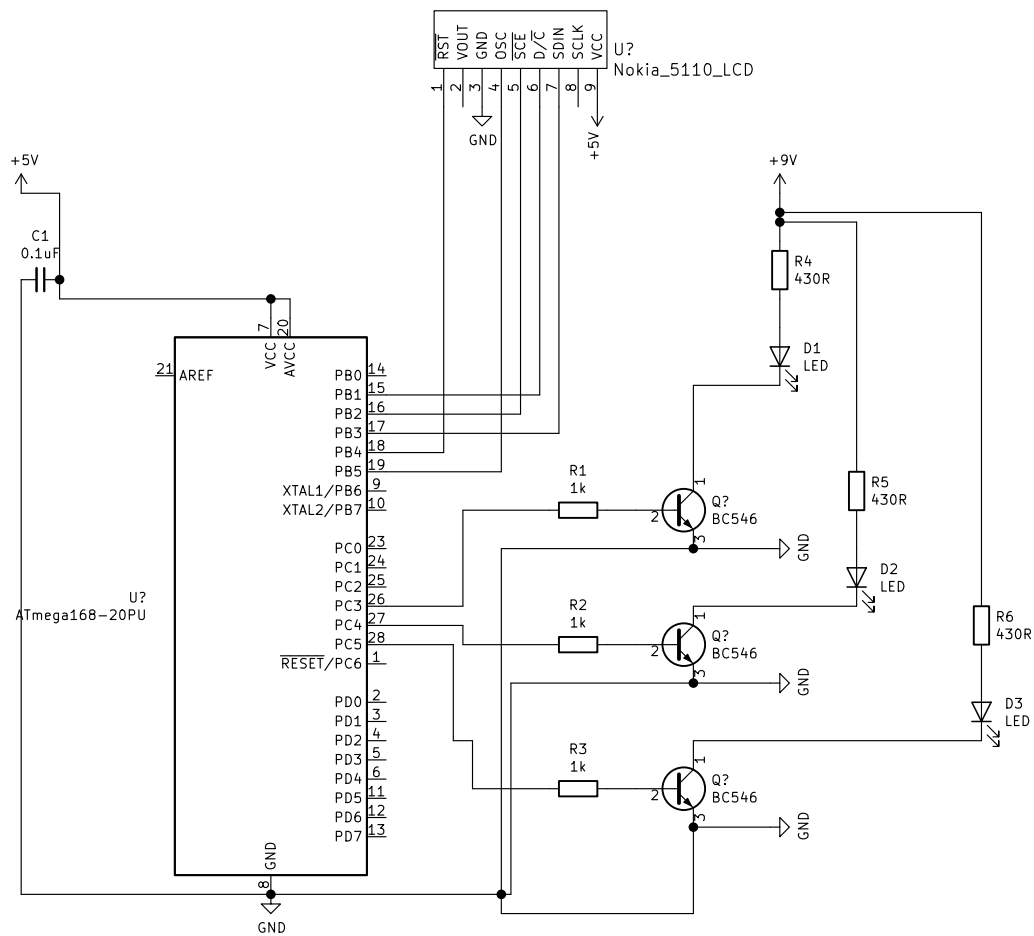 RST
VOUT
GND
OSC
SCE
D/C
SDIN
SCLK
VCC
1
2
3
4
5
6
7
8
9
U?
Nokia_5110_LCD
GND
+5V
+5V
C1
0.1uF
+9V
R4
430R
D1
LED
7
20
VCC
AVCC
21
AREF
PB0 14
PB1 15
PB2 16
PB3 17
PB4 18
PB5 19
XTAL1/PB6 9
XTAL2/PB7 10
PC0 23
PC1 24
PC2 25
PC3 26
PC4 27
PC5 28
RESET/PC6 1
PD0 2
PD1 3
PD2 4
PD3 5
PD4 6
PD5 11
PD6 12
PD7 13
U?
ATmega168-20PU
GND
8
GND
R1
1k
2
1
3
Q?
BC546
GND
R5
430R
D2
LED
R2
1k
2
1
3
Q?
BC546
GND
R6
430R
D3
LED
R3
1k
2
1
3
Q?
BC546
GND